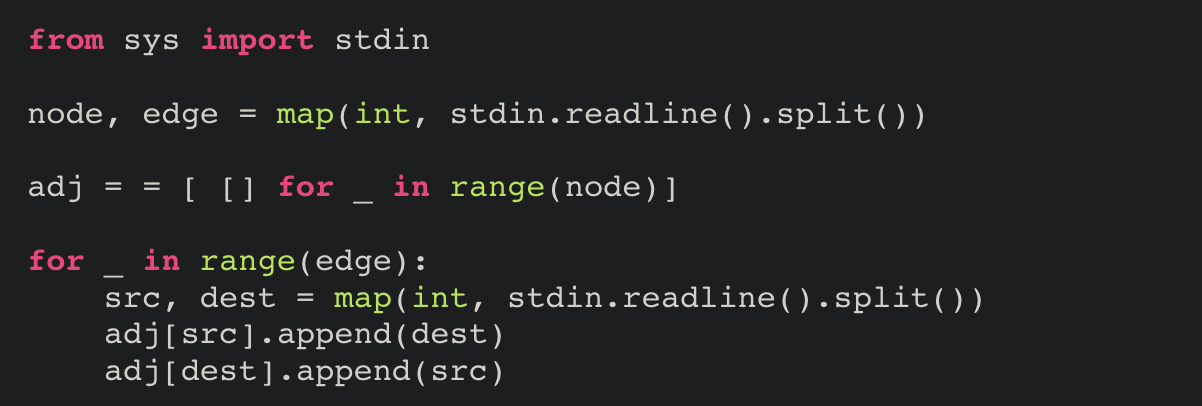 from sys import stdin
node, edge = map(int, stdin.readline().split())
adj = = [ [] for _ in range(node)]
for _ in range(edge):
    src, dest = map(int, stdin.readline().split())
    adj[src].append(dest)
    adj[dest].append(src)